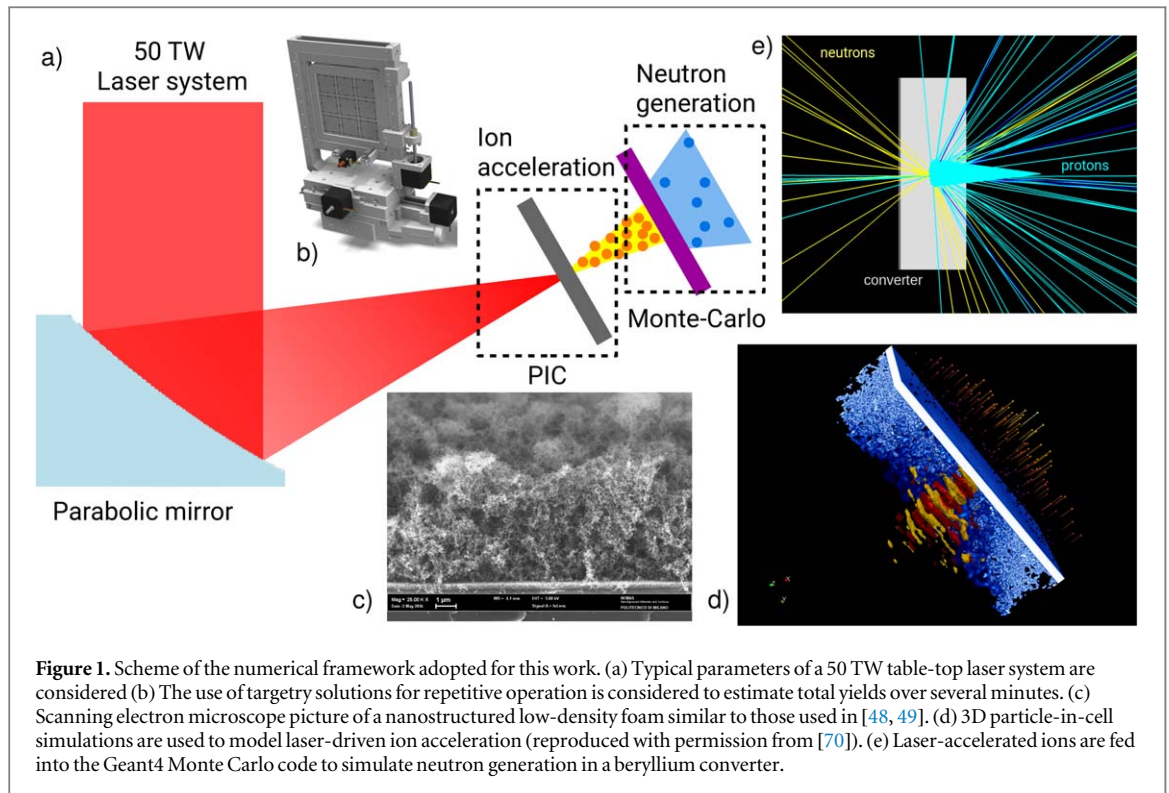 a)
50 TW
Laser system
b)
Ion
acceleration
Neutron
generation
e)
neutrons
protons
converter
Monte-Carlo
PIC
Parabolic mirror
c)
1 µm
POLITECNICO DI MILANO
d)
Figure 1. Scheme of the numerical framework adopted for this work. (a) Typical parameters of a 50 TW table-top laser system are
considered (b) The use of targetry solutions for repetitive operation is considered to estimate total yields over several minutes. (c)
Scanning electron microscope picture of a nanostructured low-density foam similar to those used in [48, 49]. (d) 3D particle-in-cell
simulations are used to model laser-driven ion acceleration (reproduced with permission from [70]). (e) Laser-accelerated ions are fed
into the Geant4 Monte Carlo code to simulate neutron generation in a beryllium converter.